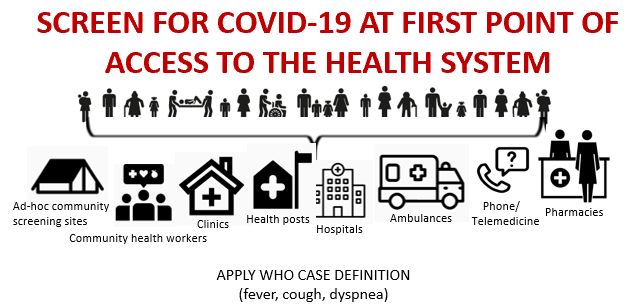 SCREEN FOR COVID-19 AT FIRST POINT OF
ACCESS TO THE HEALTH SYSTEM
Ad-hoc community
screening sites
Community health workers
Clinics
Health posts
Hospitals
Ambulances
?
Phone/
Telemedicine
Pharmacies
APPLY WHO CASE DEFINITION
(fever, cough, dyspnea)